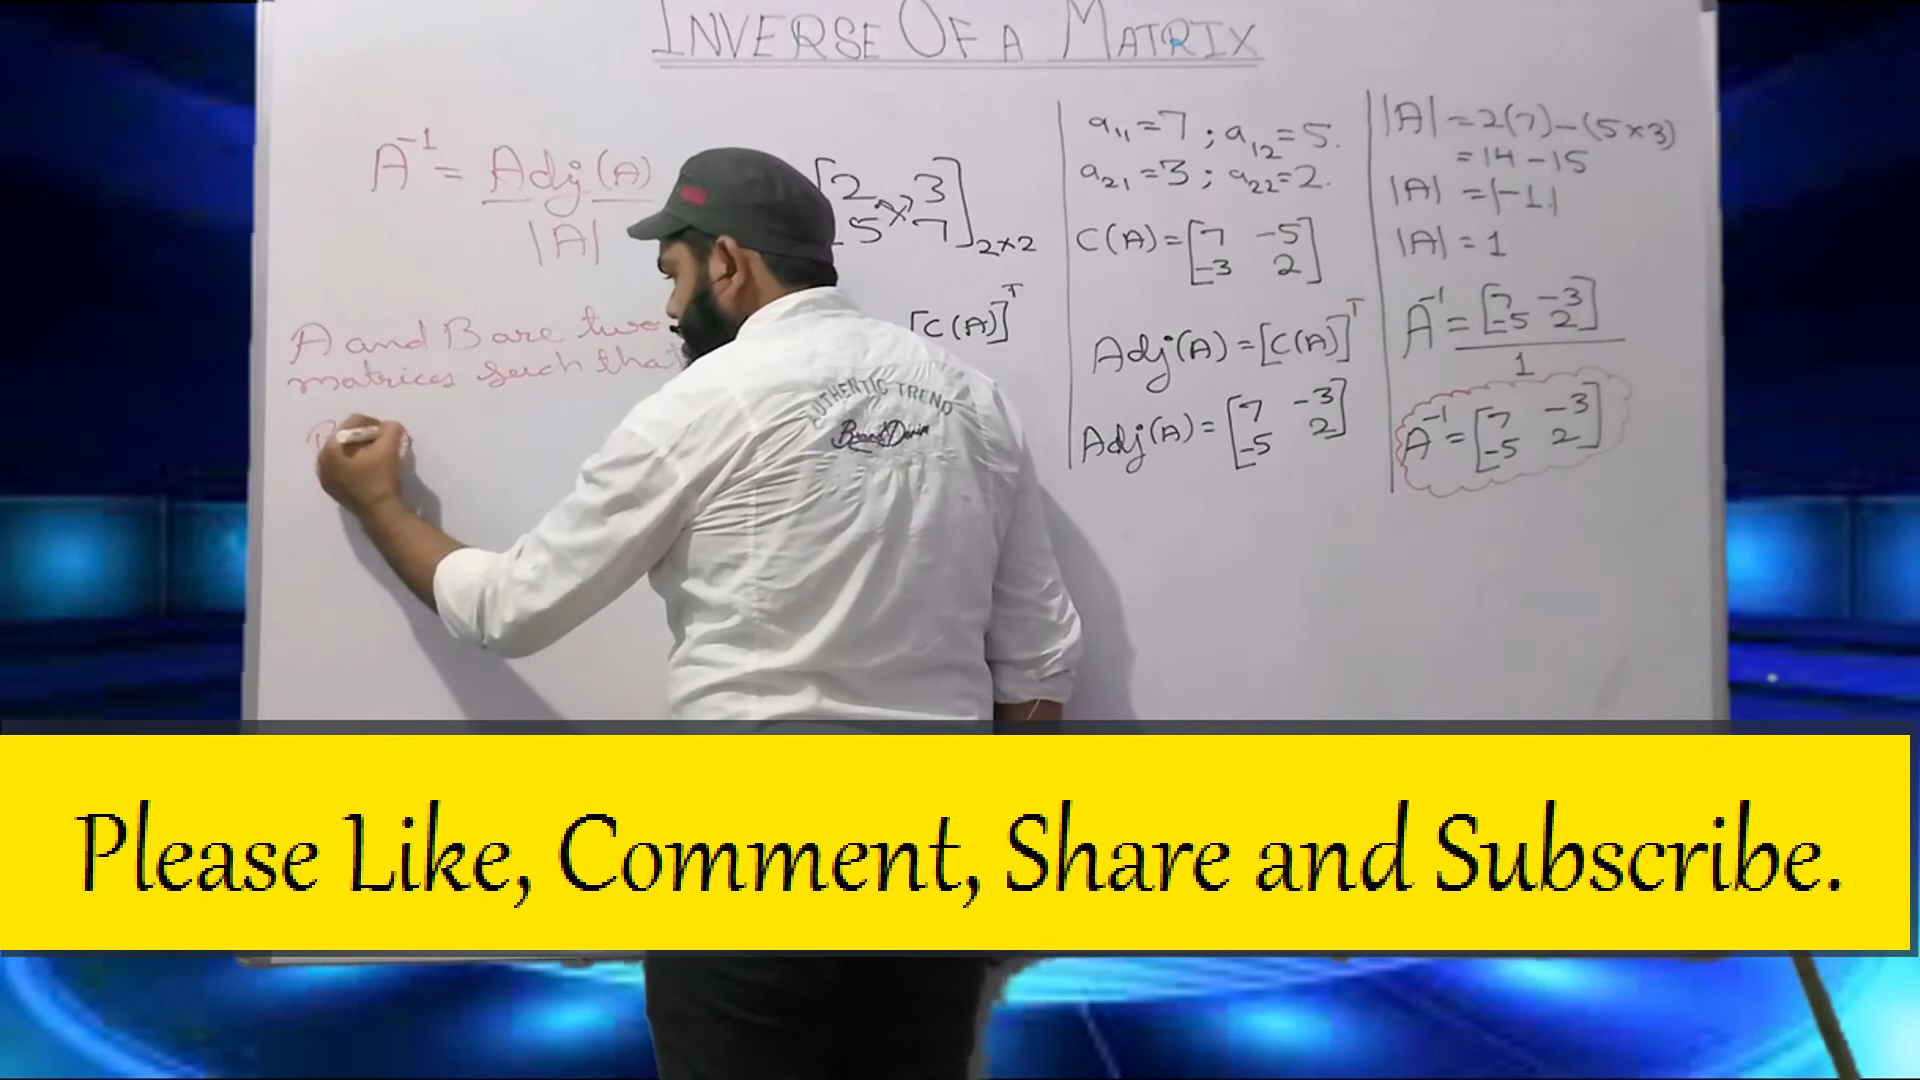 INVERSE OF A MATRIX
A⁻¹ = Adj(A)
|A|
A and B are two
matrices such that
[2 3
5 7]2×2
[C(A)]ᵀ
a11 = 7 ; a12 = 5.
a21 = 3 ; a22 = 2.
C(A) = [7 -5
-3 2]
Adj(A) = [C(A)]ᵀ
Adj(A) = [7 -3
-5 2]
|A| = 2(7) - (5×3)
= 14 - 15
|A| = |-1|
|A| = 1
A⁻¹ = [7 -3
-5 2]
1
A⁻¹ = [7 -3
-5 2]
AUTHENTIC TREND
Please Like, Comment, Share and Subscribe.